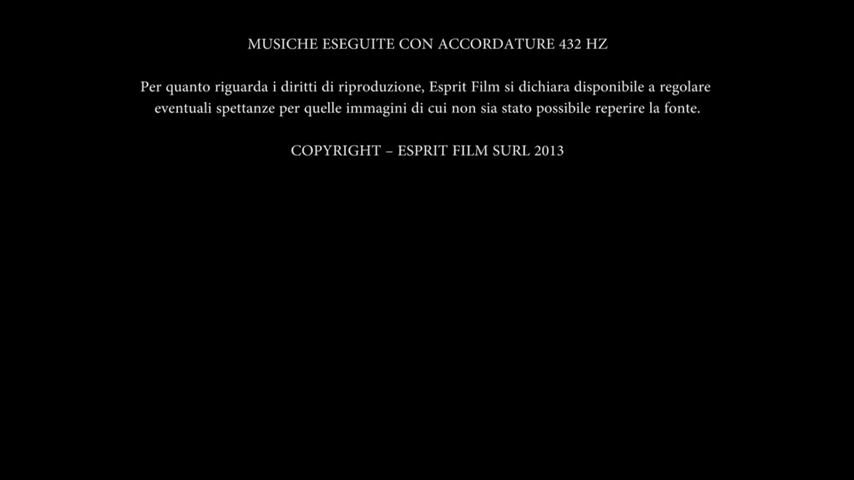 MUSICHE ESEGUITE CON ACCORDATURE 432 HZ
Per quanto riguarda i diritti di riproduzione, Esprit Film si dichiara disponibile a regolare
eventuali spettanze per quelle immagini di cui non sia stato possibile reperire la fonte.
COPYRIGHT – ESPRIT FILM SURL 2013